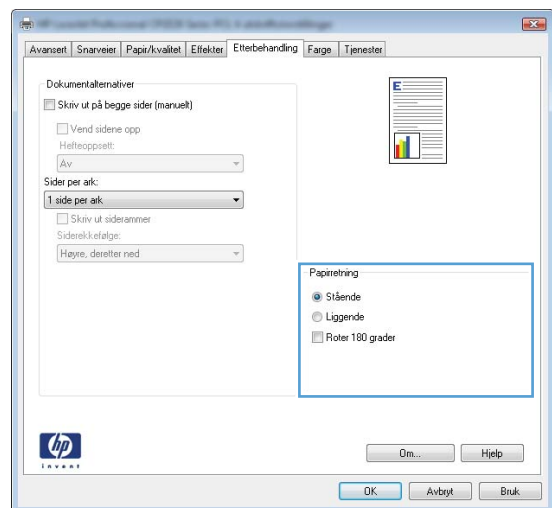 Avansert Snarveier Papir/kvalitet Effekter Etterbehandling Farge Tjenester
Dokumentalternativer
Skriv ut på begge sider (manuelt)
Vend sidene opp
Hefteoppsett:
Av
Sider per ark:
1 side per ark
Skriv ut siderammer
Siderekkefølge:
Høyre, deretter ned
E
Papirretning
Stående
Liggende
Roter 180 grader
hp
invent
Om... Hjelp
OK Avbryt Bruk